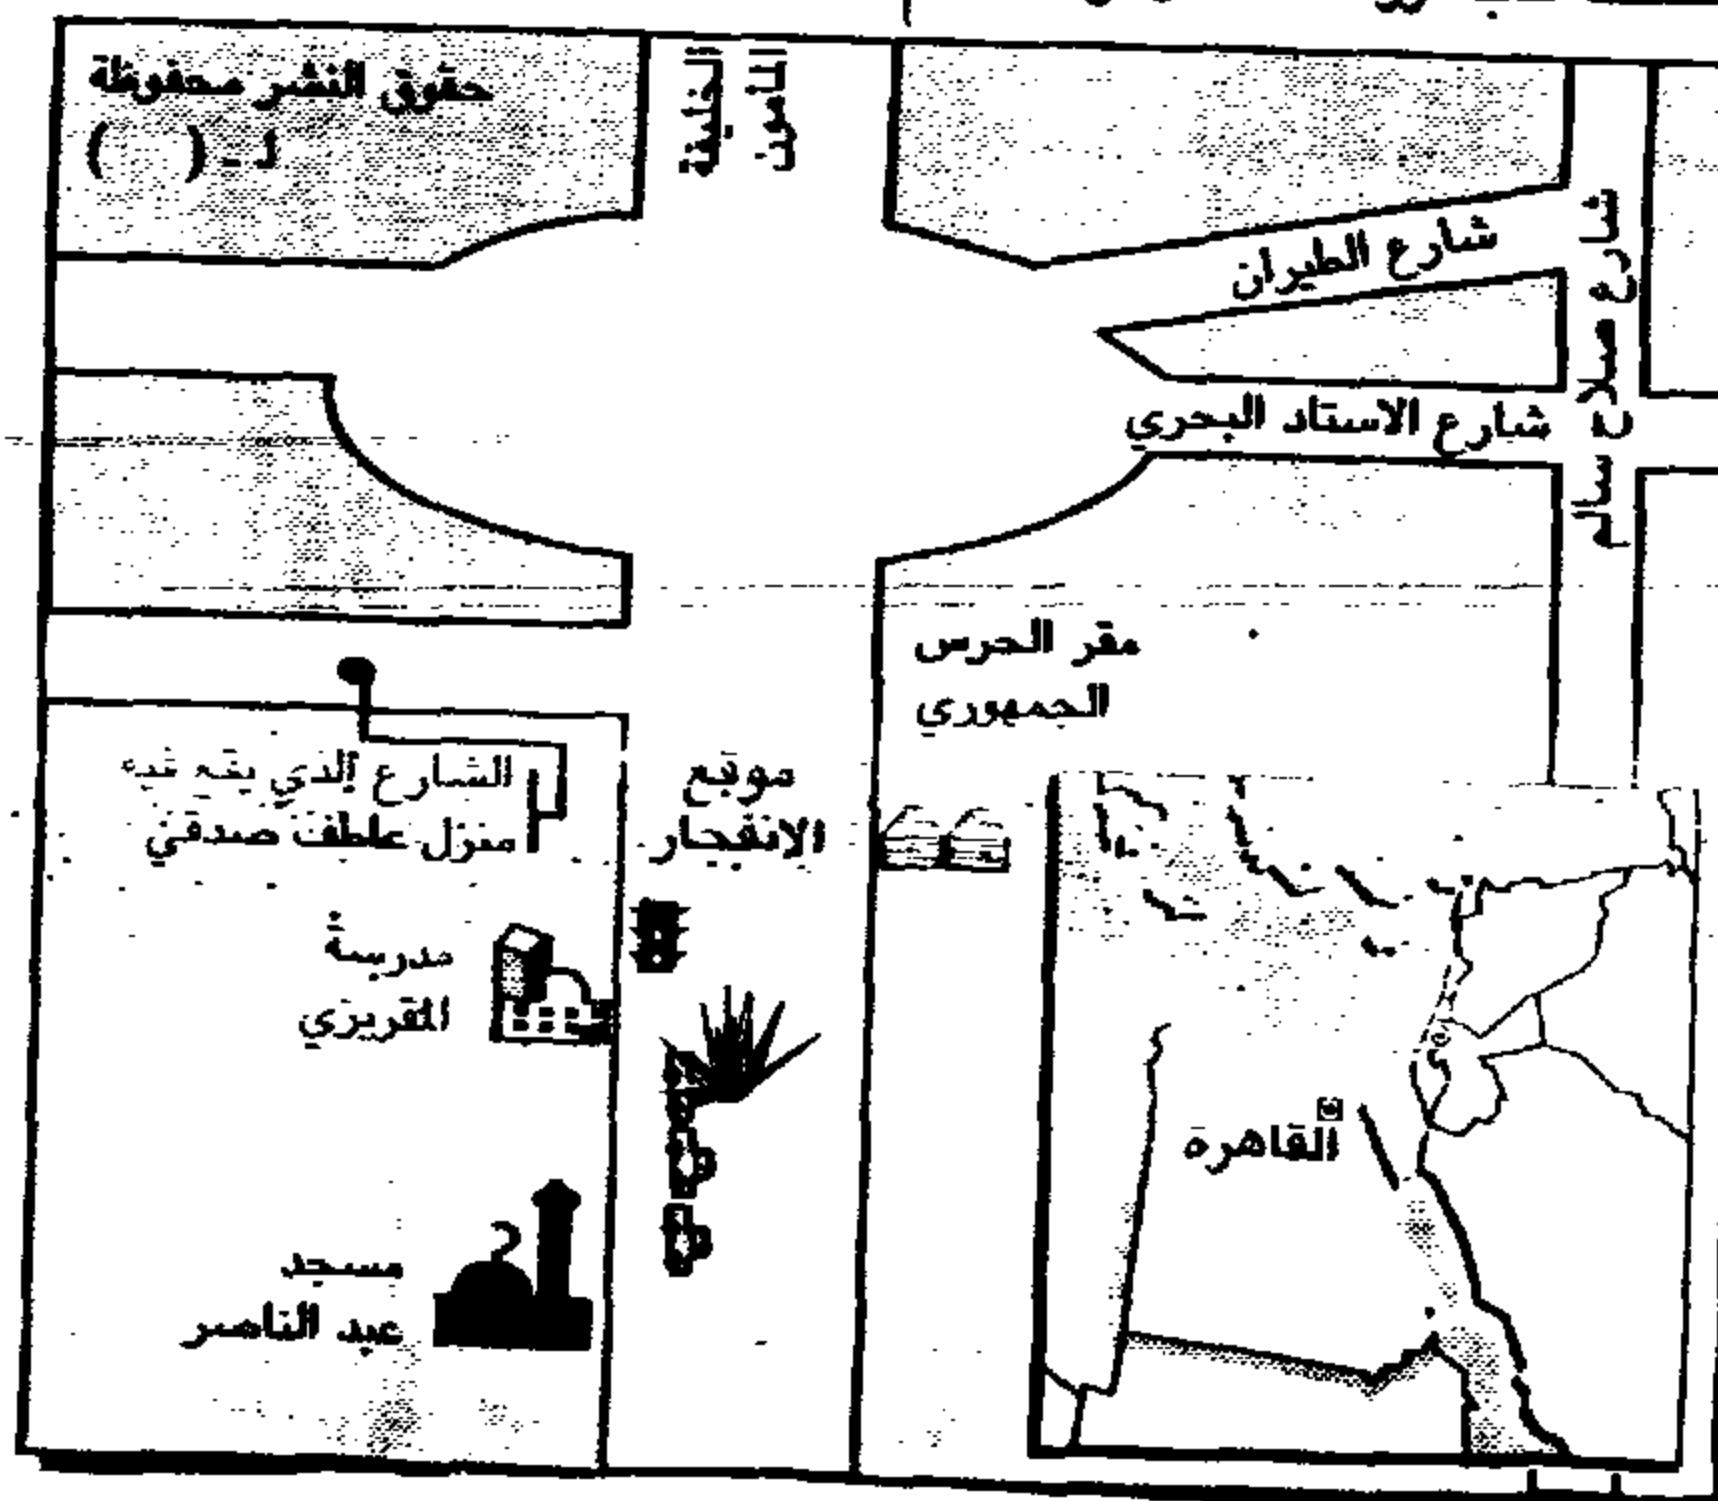 حقوق النشر محفوظة
لـ - ( )
الخليفة
المأمون
شارع الطيران
شارع صلاح سالم
شارع الاستاد البحري
مقر الحرس
الجمهوري
الشارع الذي يقع فيه
منزل عاطف صدقي
موقع
الانفجار
مدرسة
المقريزي
القاهرة
مسجد
عبد الناصر